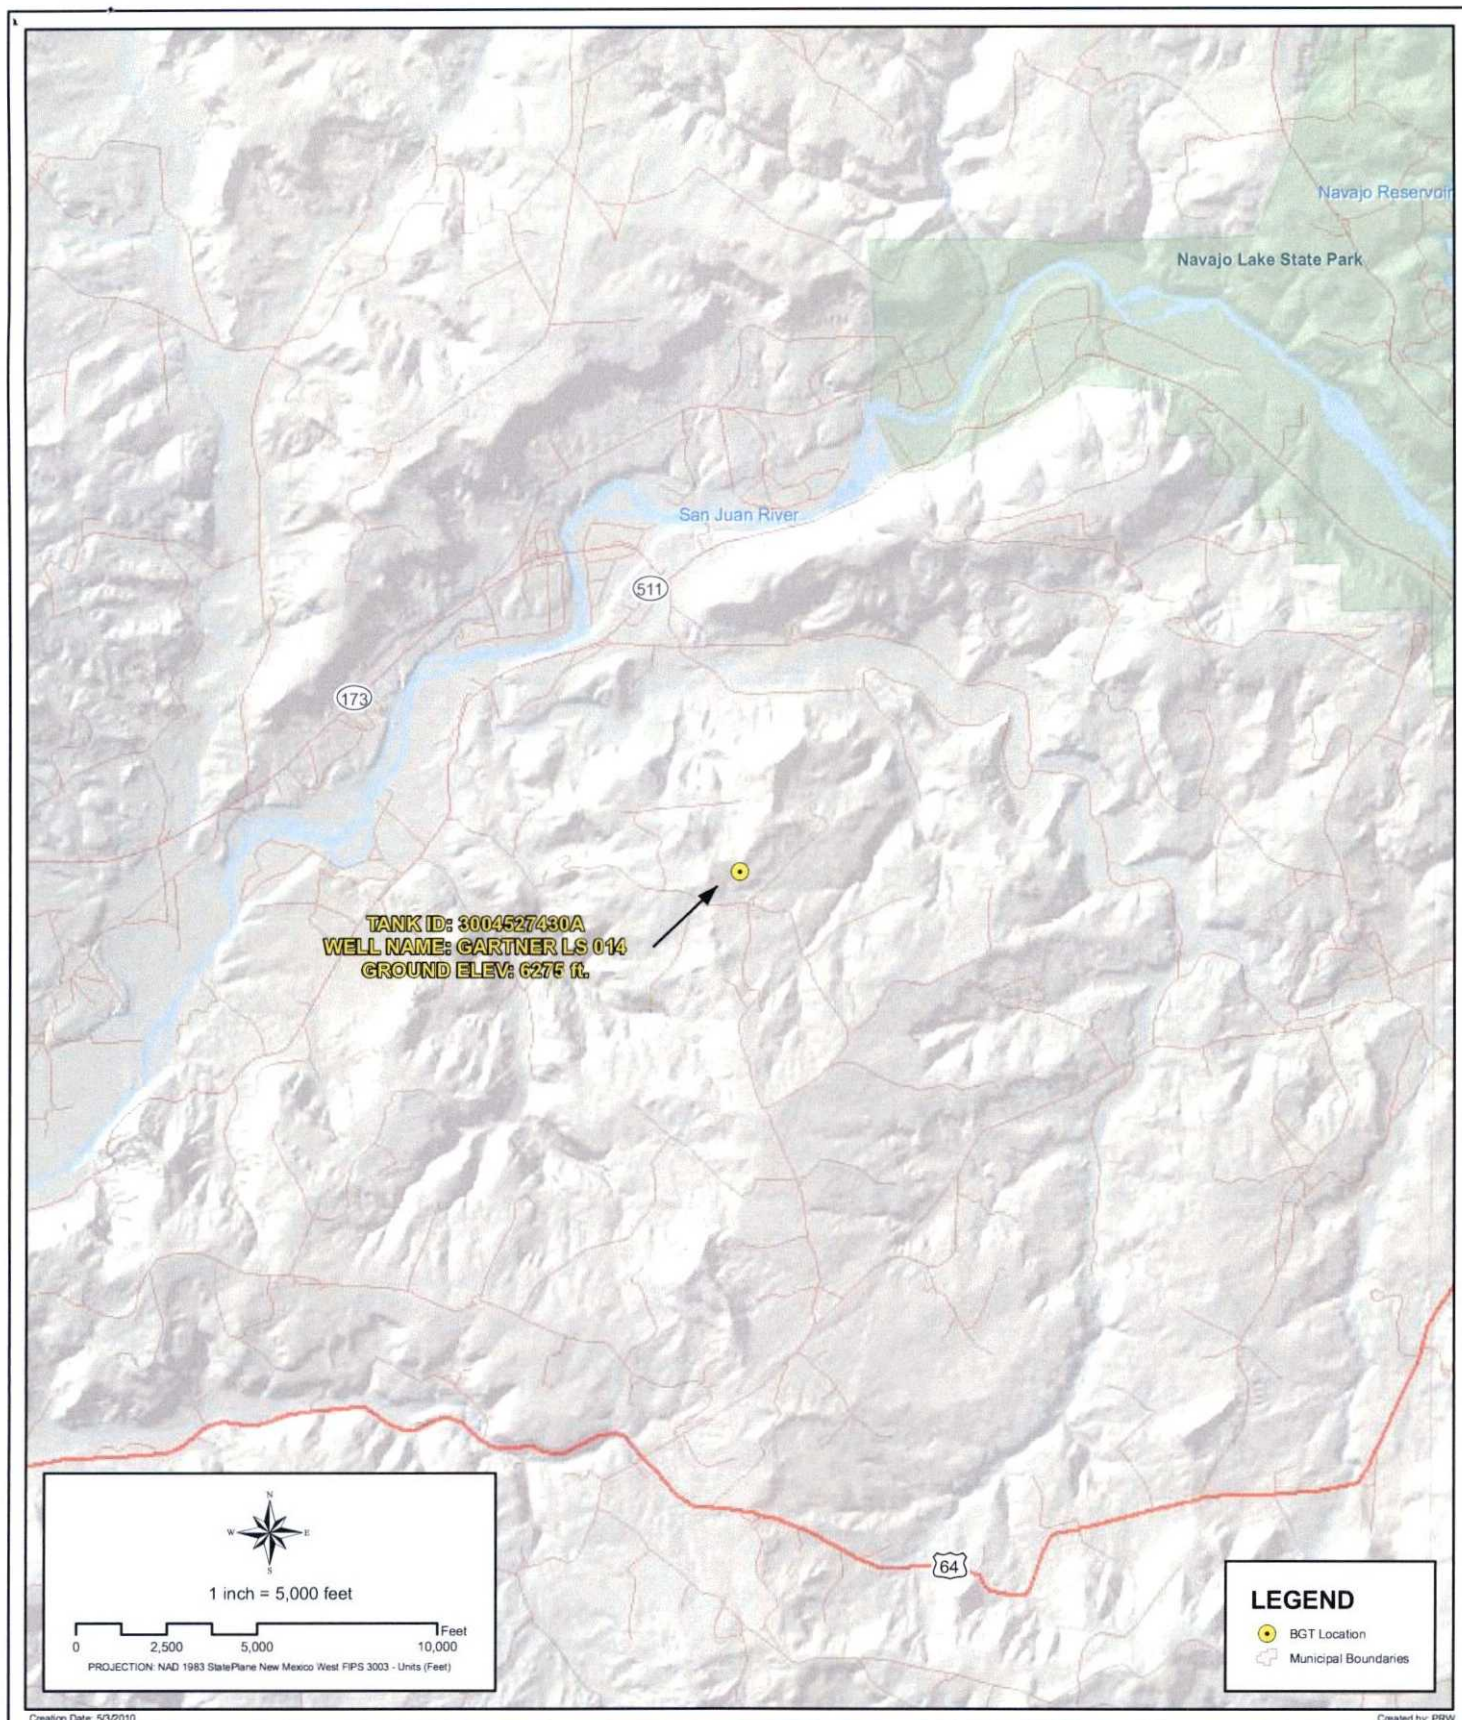 Navajo Reservoir
Navajo Lake State Park
San Juan River
511
173
TANK ID: 3004527430A
WELL NAME: GARTNER LS 014
GROUND ELEV: 6275 ft.
64
N
W E
S
1 inch = 5,000 feet
Feet
0 2,500 5,000 10,000
PROJECTION: NAD 1983 StatePlane New Mexico West FIPS 3003 - Units (Feet)
LEGEND
BGT Location
Municipal Boundaries
Creation Date: 5/3/2010
Created by: PRW